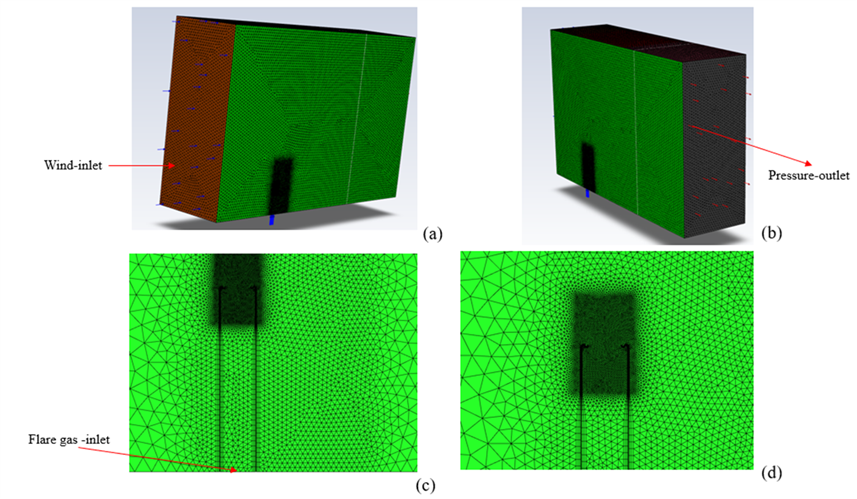 Wind-inlet
(a)
Pressure-outlet
(b)
Flare gas -inlet
(c)
(d)